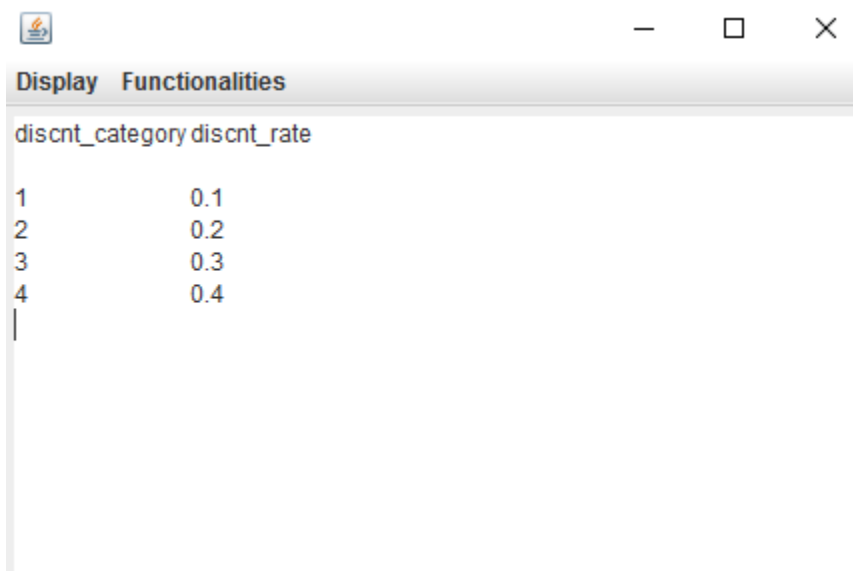 Display Functionalities
discnt_category discnt_rate
1 0.1
2 0.2
3 0.3
4 0.4